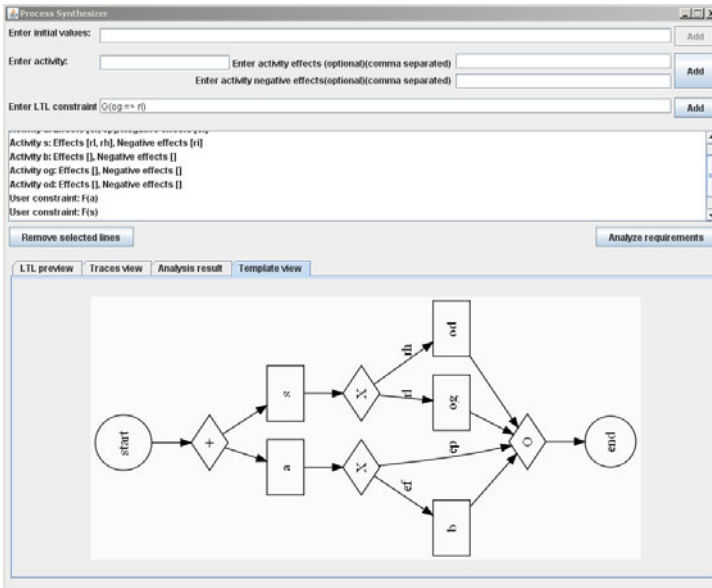 Process Synthesizer
Enter initial values:
Add
Enter activity:
Enter activity effects (optional)(comma separated)
Enter activity negative effects(optional)(comma separated)
Add
Enter LTL constraint
G(og => rl)
Add
Activity s: Effects [rl, rh], Negative effects [ri]
Activity b: Effects [], Negative effects []
Activity og: Effects [], Negative effects []
Activity od: Effects [], Negative effects []
User constraint: F(a)
User constraint: F(s)
Remove selected lines
Analyze requirements
LTL preview
Traces view
Analysis result
Template view
start
+
s
a
X
X
rh
rl
ep
ef
od
og
b
O
end